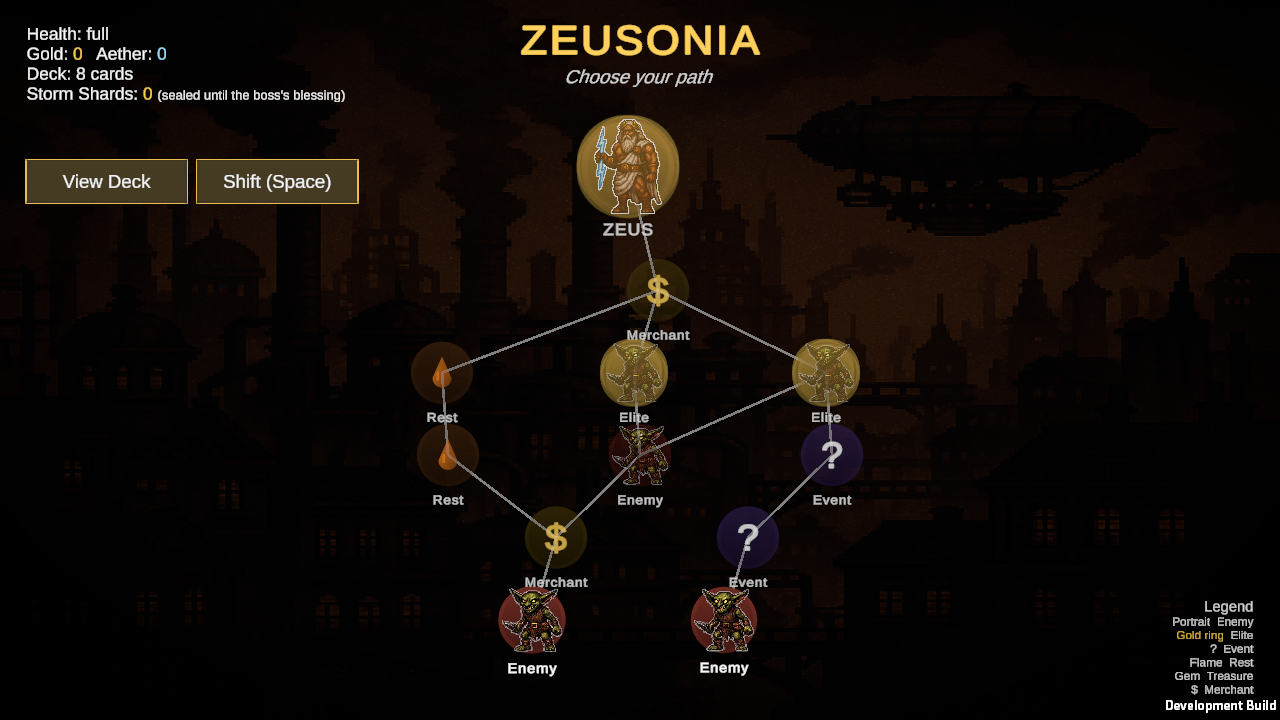 Health: full
Gold: 0 Aether: 0
Deck: 8 cards
Storm Shards: 0 (sealed until the boss's blessing)
ZEUSONIA
Choose your path
View Deck
Shift (Space)
ZEUS
$
Merchant
Rest
Elite
Elite
Rest
Enemy
?
Event
$
Merchant
?
Event
Enemy
Enemy
Legend
Portrait Enemy
Gold ring Elite
? Event
Flame Rest
Gem Treasure
$ Merchant
Development Build